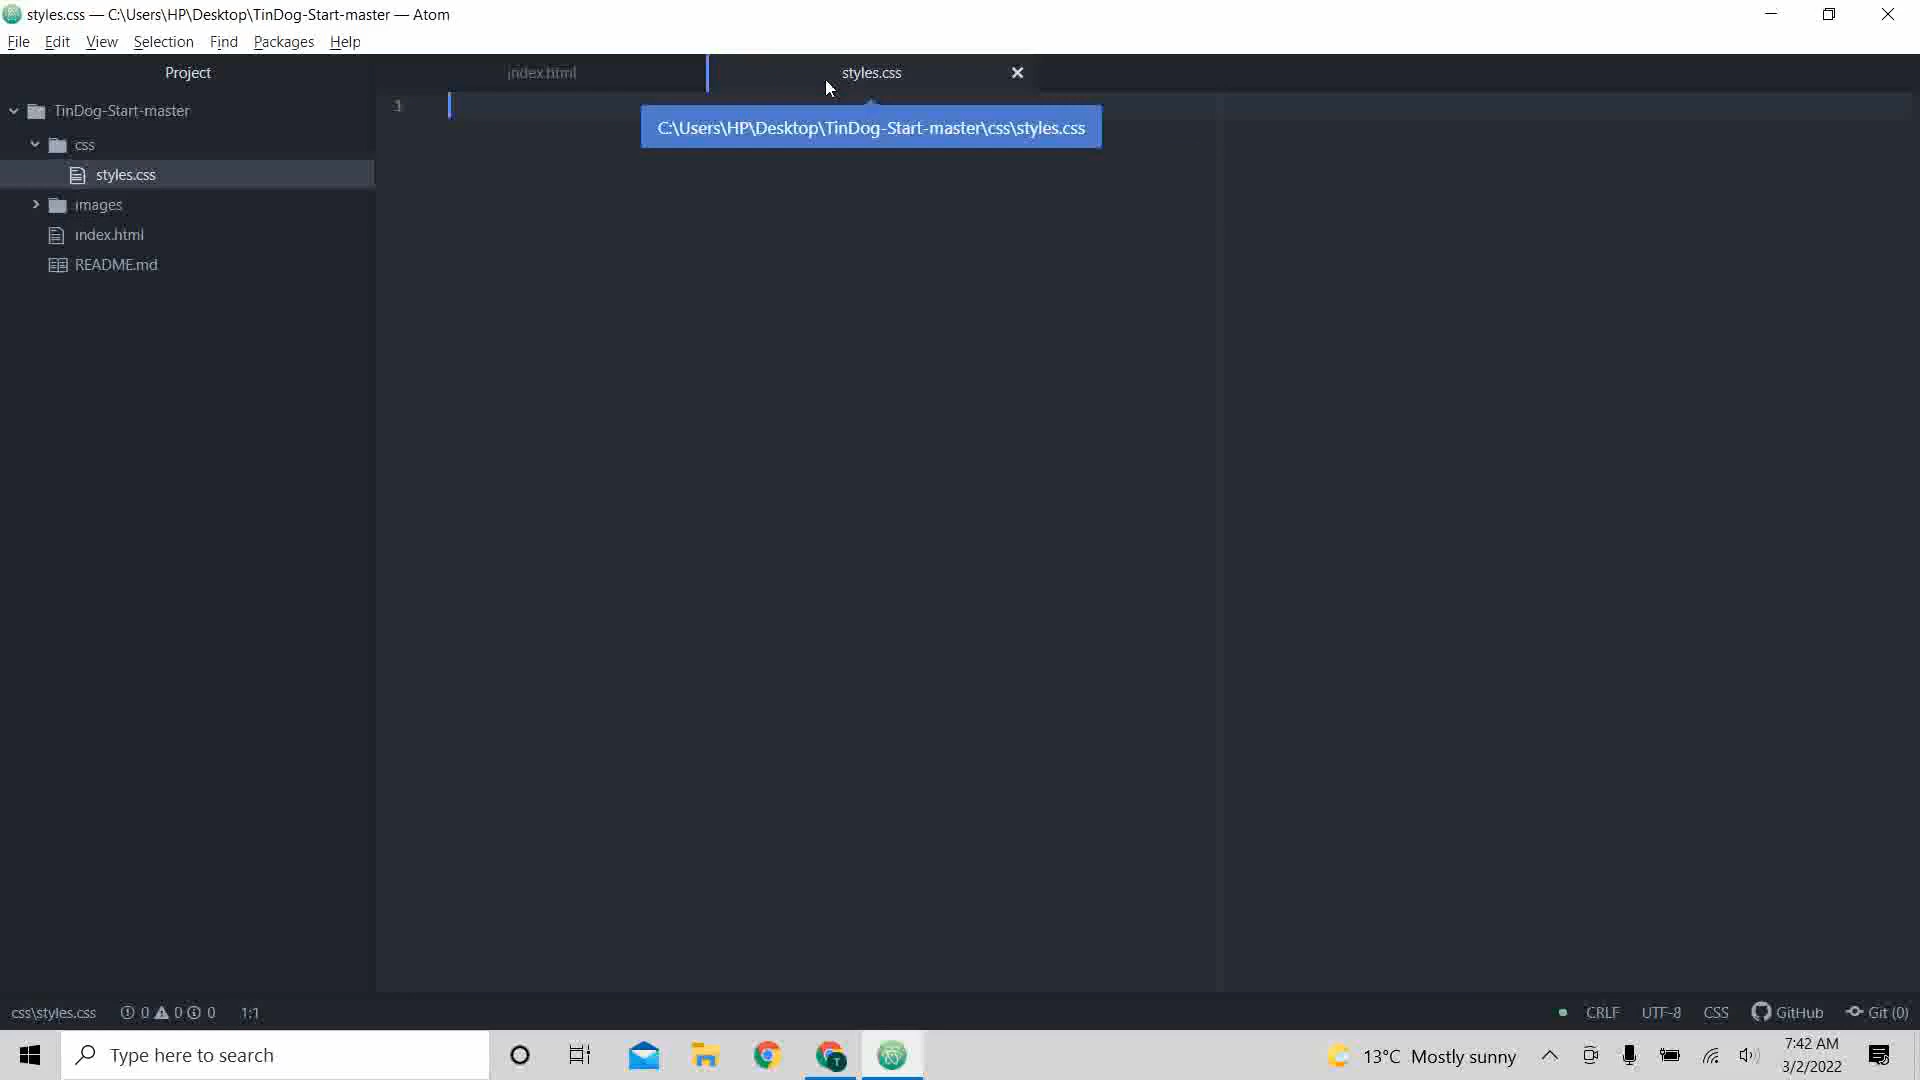 styles.css — C:\Users\HP\Desktop\TinDog-Start-master — Atom
File Edit View Selection Find Packages Help
Project
index.html
styles.css
TinDog-Start-master
1
C:\Users\HP\Desktop\TinDog-Start-master\css\styles.css
css
styles.css
images
index.html
README.md
css\styles.css 0 0 0 1:1
CRLF UTF-8 CSS GitHub Git (0)
Type here to search
T
13°C Mostly sunny
7:42 AM
3/2/2022